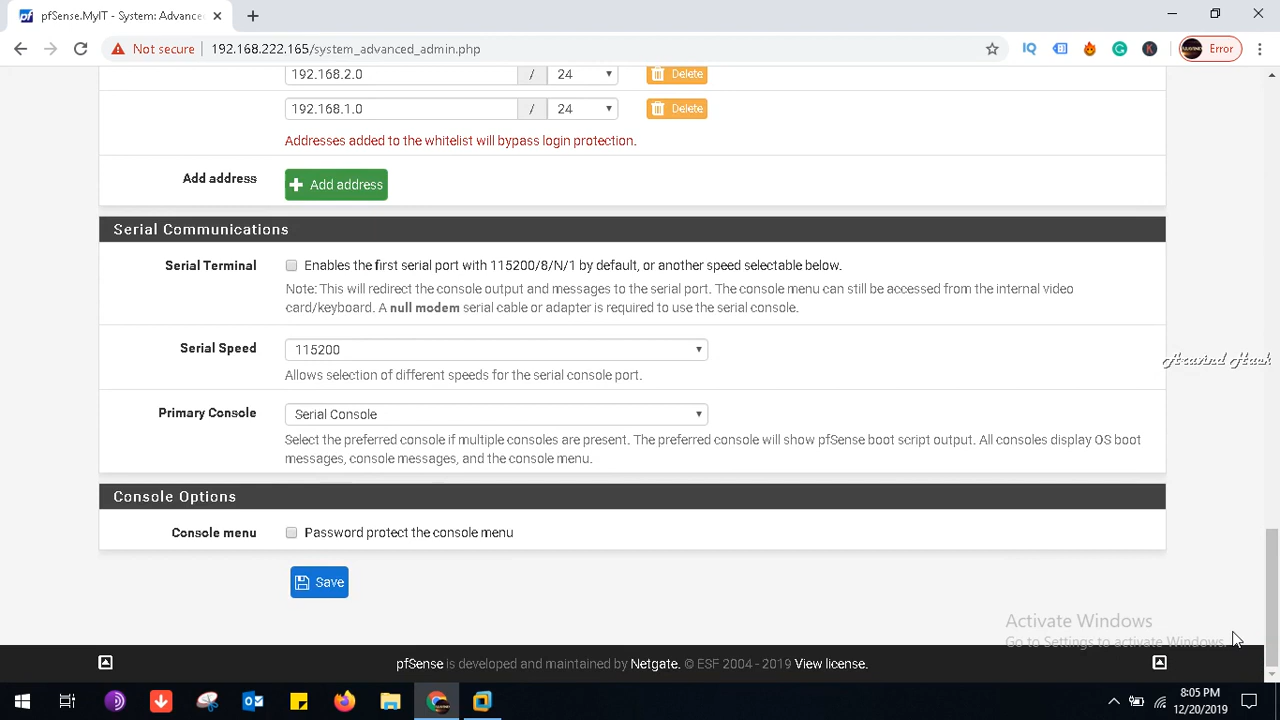 pfSense.MyIT - System: Advance
Not secure
192.168.222.165/system_advanced_admin.php
Error
192.168.2.0 / 24 Delete
192.168.1.0 / 24 Delete
Addresses added to the whitelist will bypass login protection.
Add address
Add address
Serial Communications
Serial Terminal
Enables the first serial port with 115200/8/N/1 by default, or another speed selectable below.
Note: This will redirect the console output and messages to the serial port. The console menu can still be accessed from the internal video
card/keyboard. A null modem serial cable or adapter is required to use the serial console.
Serial Speed
115200
Allows selection of different speeds for the serial console port.
Aravind Hack
Primary Console
Serial Console
Select the preferred console if multiple consoles are present. The preferred console will show pfSense boot script output. All consoles display OS boot
messages, console messages, and the console menu.
Console Options
Console menu
Password protect the console menu
Save
Activate Windows
Go to Settings to activate Windows.
pfSense is developed and maintained by Netgate. © ESF 2004 - 2019 View license.
8:05 PM
12/20/2019